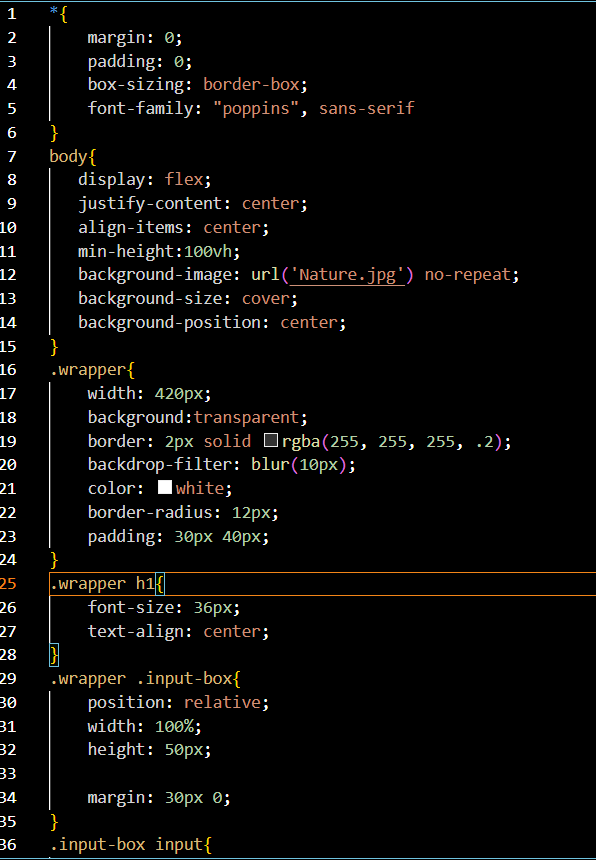 1 *{
2 margin: 0;
3 padding: 0;
4 box-sizing: border-box;
5 font-family: "poppins", sans-serif
6 }
7 body{
8 display: flex;
9 justify-content: center;
10 align-items: center;
11 min-height:100vh;
12 background-image: url('Nature.jpg') no-repeat;
13 background-size: cover;
14 background-position: center;
15 }
16 .wrapper{
17 width: 420px;
18 background:transparent;
19 border: 2px solid rgba(255, 255, 255, .2);
20 backdrop-filter: blur(10px);
21 color: white;
22 border-radius: 12px;
23 padding: 30px 40px;
24 }
25 .wrapper h1{
26 font-size: 36px;
27 text-align: center;
28 }
29 .wrapper .input-box{
30 position: relative;
31 width: 100%;
32 height: 50px;
33
34 margin: 30px 0;
35 }
36 .input-box input{